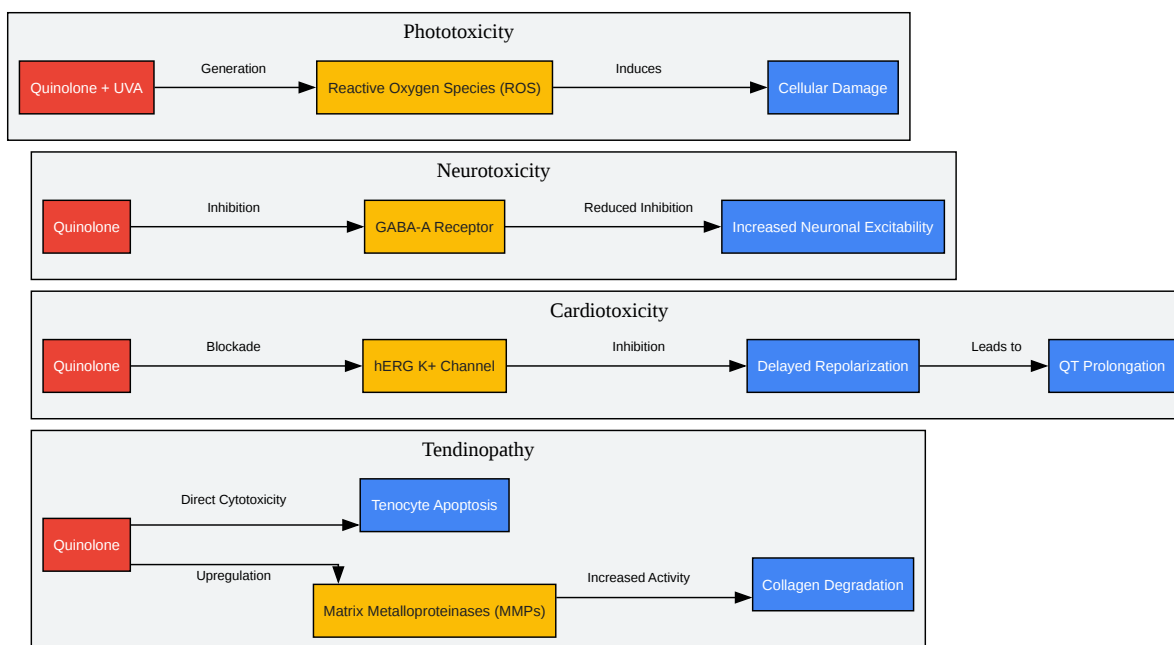 Phototoxicity
Generation
Induces
Quinolone + UVA
Reactive Oxygen Species (ROS)
Cellular Damage
Neurotoxicity
Inhibition
Reduced Inhibition
Quinolone
GABA-A Receptor
Increased Neuronal Excitability
Cardiotoxicity
Blockade
Inhibition
Leads to
Quinolone
hERG K+ Channel
Delayed Repolarization
QT Prolongation
Tendinopathy
Direct Cytotoxicity
Tenocyte Apoptosis
Quinolone
Upregulation
Increased Activity
Collagen Degradation
Matrix Metalloproteinases (MMPs)